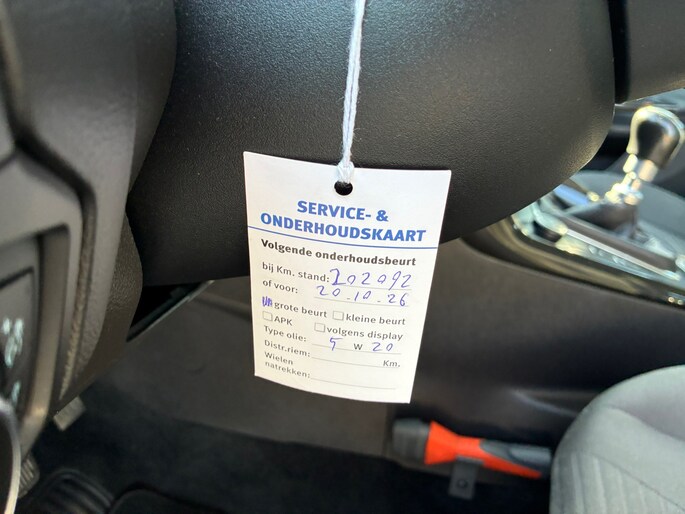 SERVICE- &
ONDERHOUDSKAART
Volgende onderhoudsbeurt
bij Km. stand: 202092
of voor: 20.10.26
grote beurt kleine beurt
APK volgens display
Type olie: 5 W 20
Distr.riem: Km.
Wielen
natrekken: